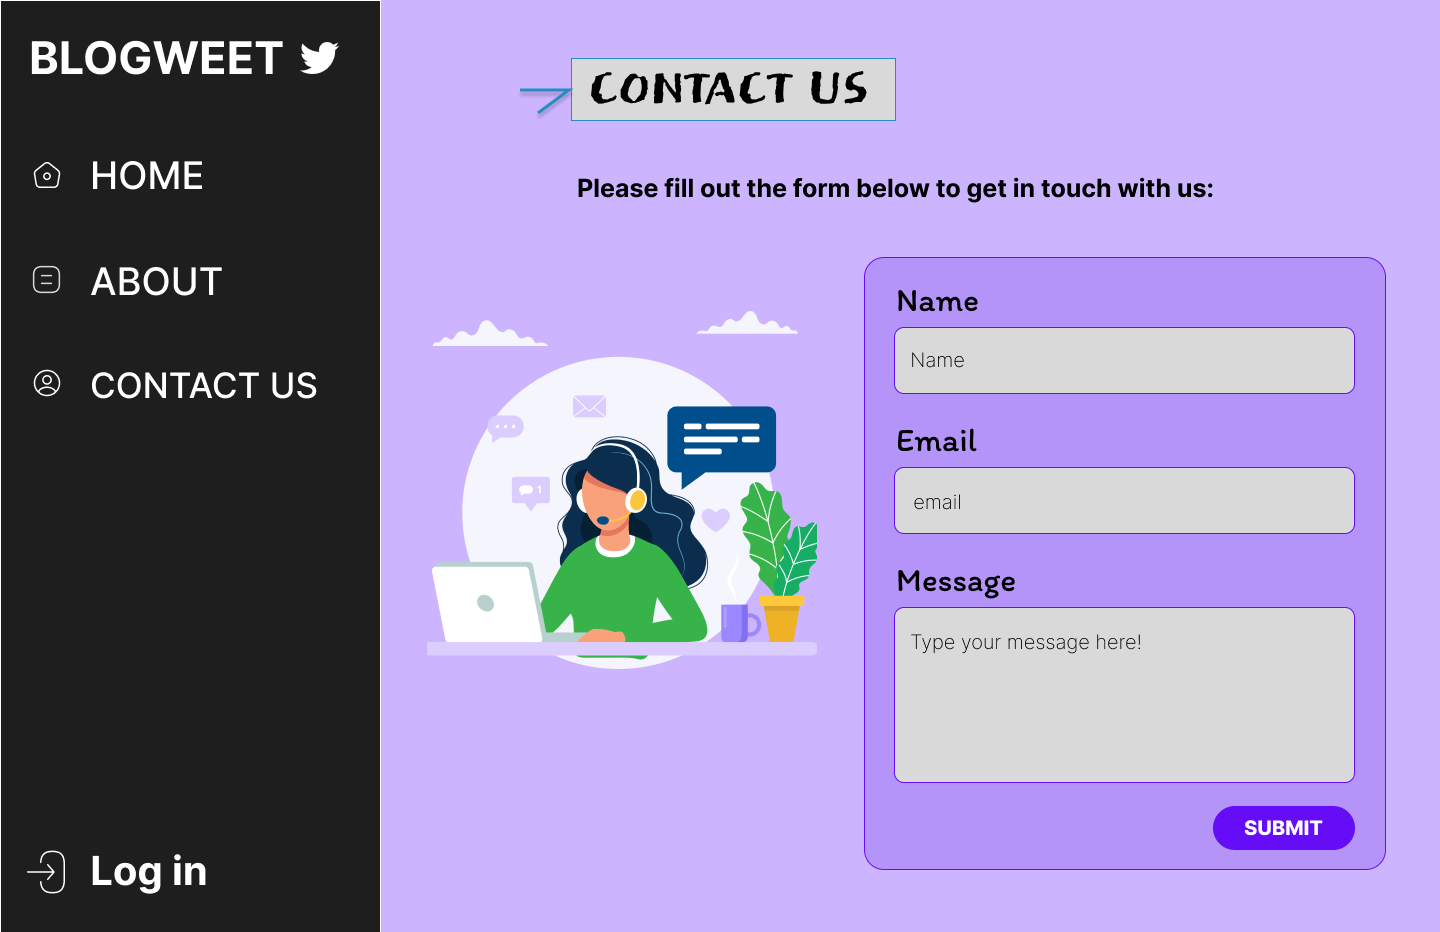 BLOGWEET
HOME
ABOUT
CONTACT US
Log in
CONTACT US
Please fill out the form below to get in touch with us:
1
Name
Name
Email
email
Message
Type your message here!
SUBMIT